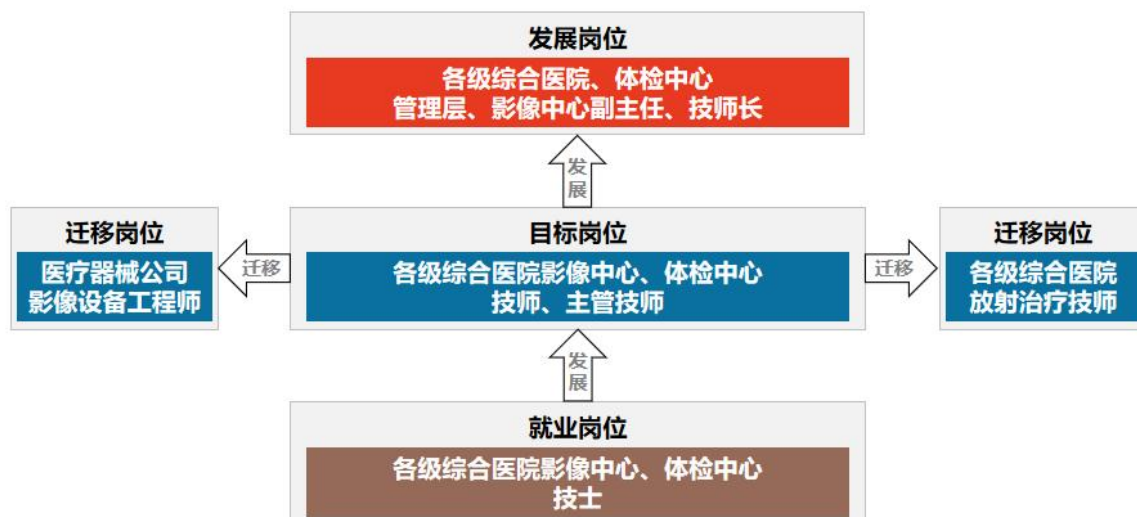 发展岗位
各级综合医院、体检中心
管理层、影像中心副主任、技师长
发展
迁移岗位
医疗器械公司
影像设备工程师
迁移
目标岗位
各级综合医院影像中心、体检中心
技师、主管技师
迁移
迁移岗位
各级综合医院
放射治疗技师
发展
就业岗位
各级综合医院影像中心、体检中心
技士